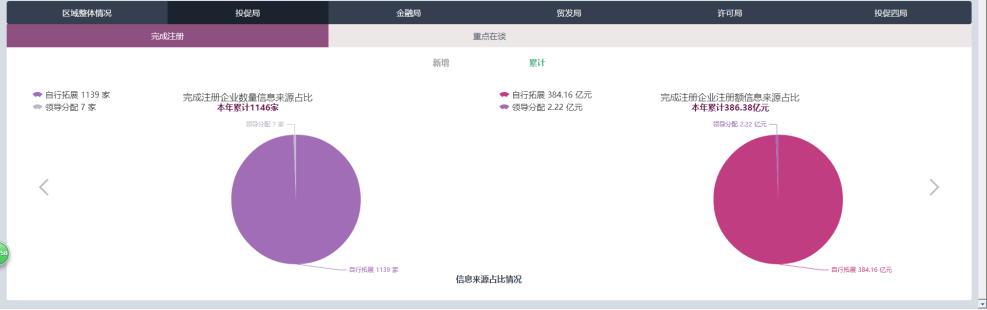 区域整体情况
投促局
金融局
贸发局
许可局
投促四局
完成注册
重点在谈
新增
累计
自行拓展 1139 家
领导分配 7 家
完成注册企业数量信息来源占比
本年累计1146家
领导分配 7 家
自行拓展 1139 家
自行拓展 384.16 亿元
领导分配 2.22 亿元
完成注册企业注册额信息来源占比
本年累计386.38亿元
领导分配 2.22 亿元
自行拓展 384.16 亿元
信息来源占比情况
58